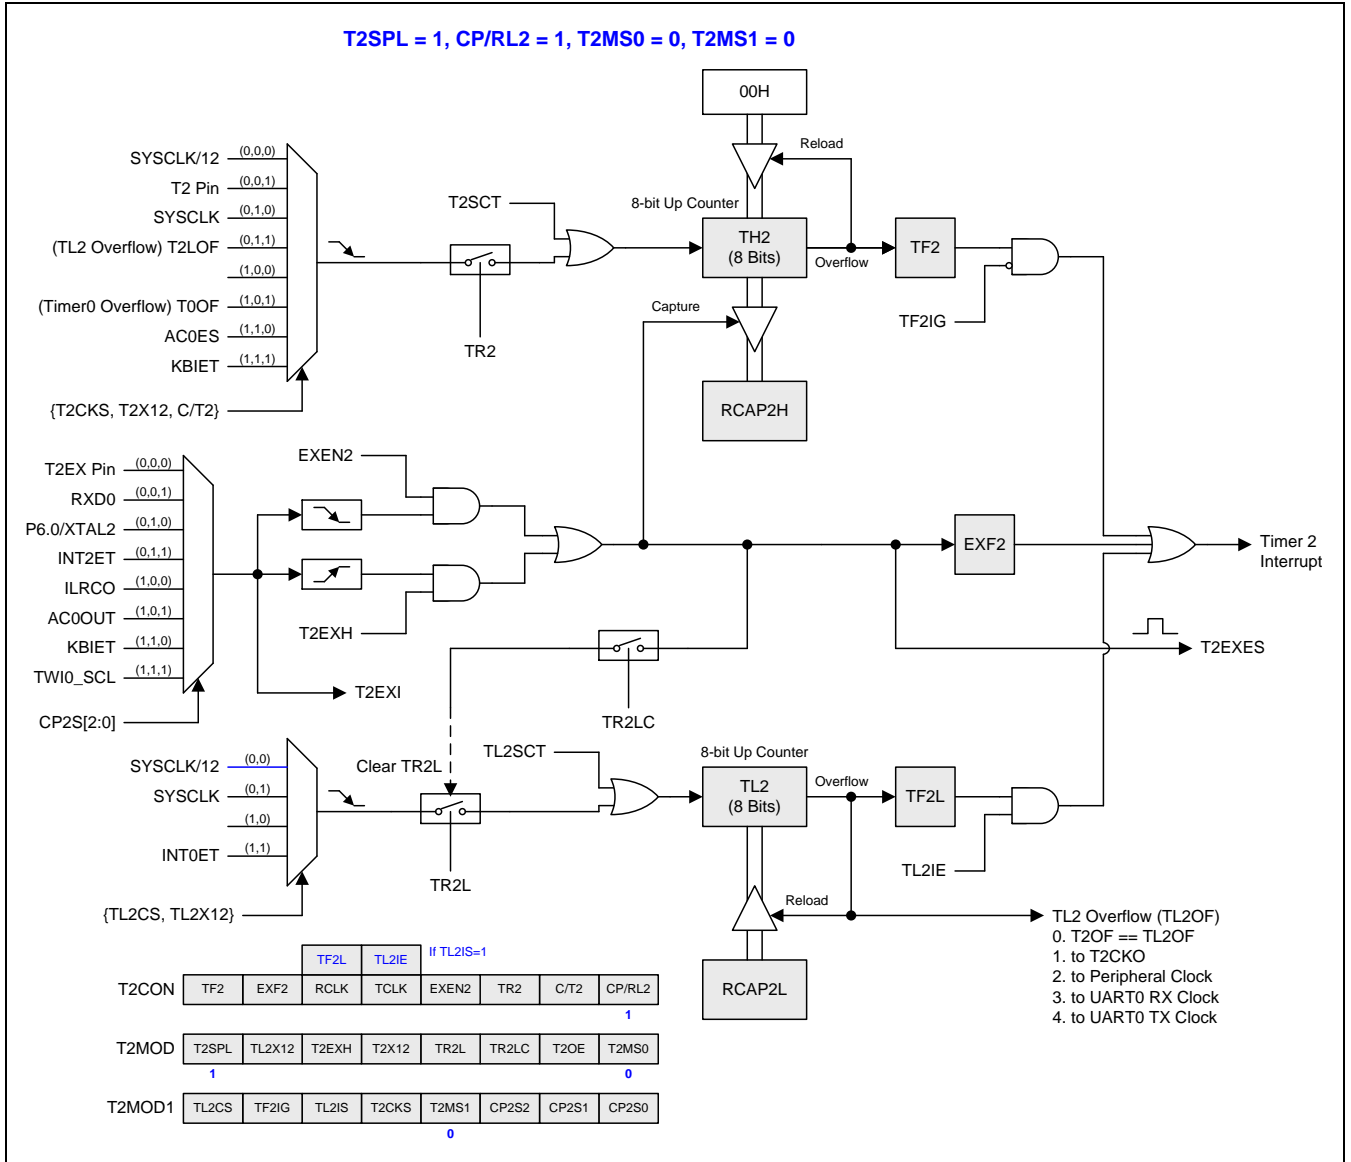 T2SPL = 1, CP/RL2 = 1, T2MS0 = 0, T2MS1 = 0
00H
Reload
SYSCLK/12 (0,0,0)
T2 Pin (0,0,1)
SYSCLK (0,1,0)
(TL2 Overflow) T2LOF (0,1,1)
(1,0,0)
(Timer0 Overflow) T0OF (1,0,1)
AC0ES (1,1,0)
KBIET (1,1,1)
{T2CKS, T2X12, C/T2}
T2SCT
TR2
8-bit Up Counter
TH2
(8 Bits)
Overflow
TF2
TF2IG
Capture
RCAP2H
T2EX Pin (0,0,0)
RXD0 (0,0,1)
P6.0/XTAL2 (0,1,0)
INT2ET (0,1,1)
ILRCO (1,0,0)
AC0OUT (1,0,1)
KBIET (1,1,0)
TWI0_SCL (1,1,1)
CP2S[2:0]
EXEN2
T2EXH
T2EXI
EXF2
Timer 2
Interrupt
T2EXES
TR2LC
SYSCLK/12 (0,0)
SYSCLK (0,1)
(1,0)
INT0ET (1,1)
{TL2CS, TL2X12}
Clear TR2L
TR2L
TL2SCT
8-bit Up Counter
TL2
(8 Bits)
Overflow
TF2L
TL2IE
Reload
RCAP2L
TL2 Overflow (TL2OF)
0. T2OF == TL2OF
1. to T2CKO
2. to Peripheral Clock
3. to UART0 RX Clock
4. to UART0 TX Clock
TF2L TL2IE If TL2IS=1
T2CON TF2 EXF2 RCLK TCLK EXEN2 TR2 C/T2 CP/RL2
1
T2MOD T2SPL TL2X12 T2EXH T2X12 TR2L TR2LC T2OE T2MS0
1 0
T2MOD1 TL2CS TF2IG TL2IS T2CKS T2MS1 CP2S2 CP2S1 CP2S0
0